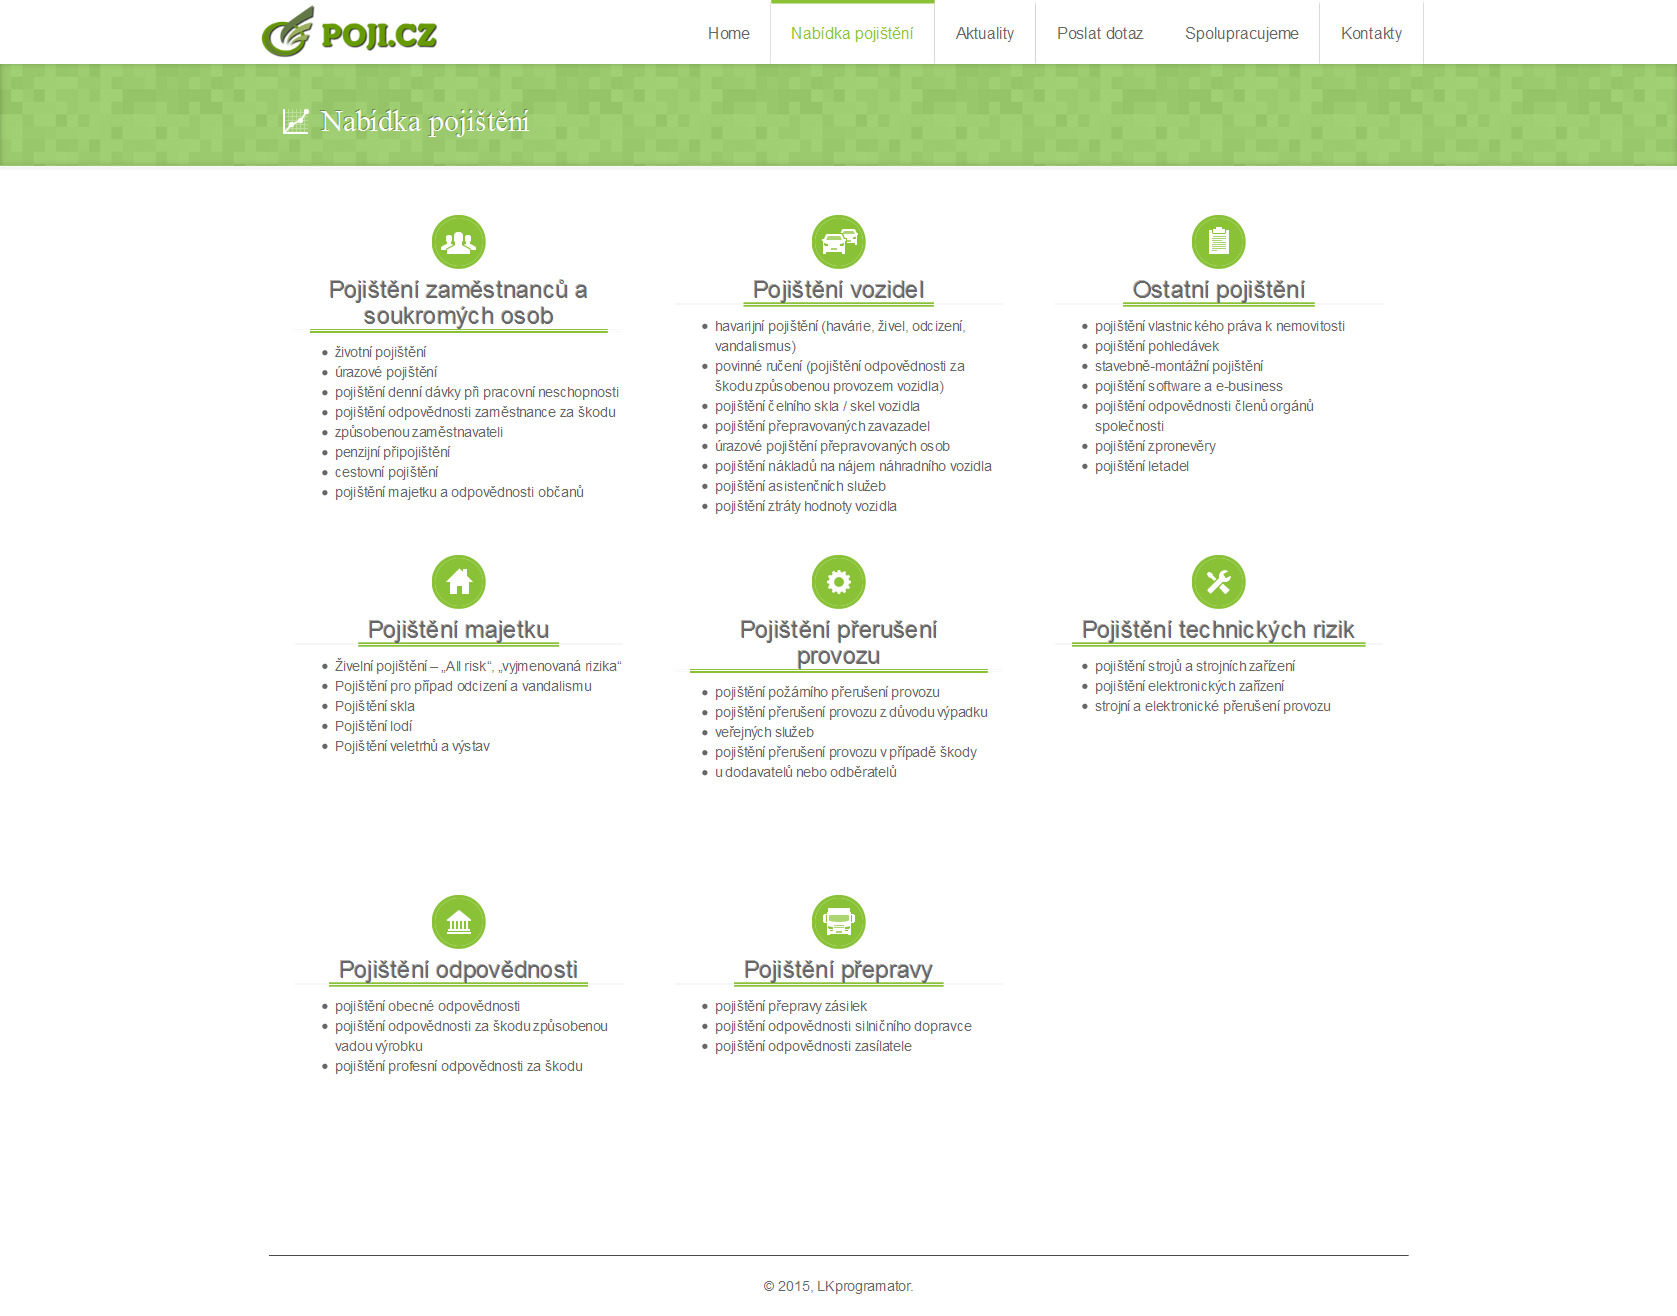 POJI.CZ
Home
Nabídka pojištění
Aktuality
Poslat dotaz
Spolupracujeme
Kontakty
Nabídka pojištění
Pojištění zaměstnanců a
soukromých osob
životní pojištění
úrazové pojištění
pojištění denní dávky při pracovní neschopnosti
pojištění odpovědnosti zaměstnance za škodu
způsobenou zaměstnavateli
penzijní připojištění
cestovní pojištění
pojištění majetku a odpovědnosti občanů
Pojištění vozidel
havarijní pojištění (havárie, živel, odcizení,
vandalismus)
povinné ručení (pojištění odpovědnosti za
škodu způsobenou provozem vozidla)
pojištění čelního skla / skel vozidla
pojištění přepravovaných zavazadel
úrazové pojištění přepravovaných osob
pojištění nákladů na nájem náhradního vozidla
pojištění asistenčních služeb
pojištění ztráty hodnoty vozidla
Ostatní pojištění
pojištění vlastnického práva k nemovitosti
pojištění pohledávek
stavebně-montážní pojištění
pojištění software a e-business
pojištění odpovědnosti členů orgánů
společnosti
pojištění zpronevěry
pojištění letadel
Pojištění majetku
Živelní pojištění – „All risk“, „vyjmenovaná rizika“
Pojištění pro případ odcizení a vandalismu
Pojištění skla
Pojištění lodí
Pojištění veletrhů a výstav
Pojištění přerušení
provozu
pojištění požárního přerušení provozu
pojištění přerušení provozu z důvodu výpadku
veřejných služeb
pojištění přerušení provozu v případě škody
u dodavatelů nebo odběratelů
Pojištění technických rizik
pojištění strojů a strojních zařízení
pojištění elektronických zařízení
strojní a elektronické přerušení provozu
Pojištění odpovědnosti
pojištění obecné odpovědnosti
pojištění odpovědnosti za škodu způsobenou
vadou výrobku
pojištění profesní odpovědnosti za škodu
Pojištění přepravy
pojištění přepravy zásilek
pojištění odpovědnosti silničního dopravce
pojištění odpovědnosti zasílatele
© 2015, LKprogramator.